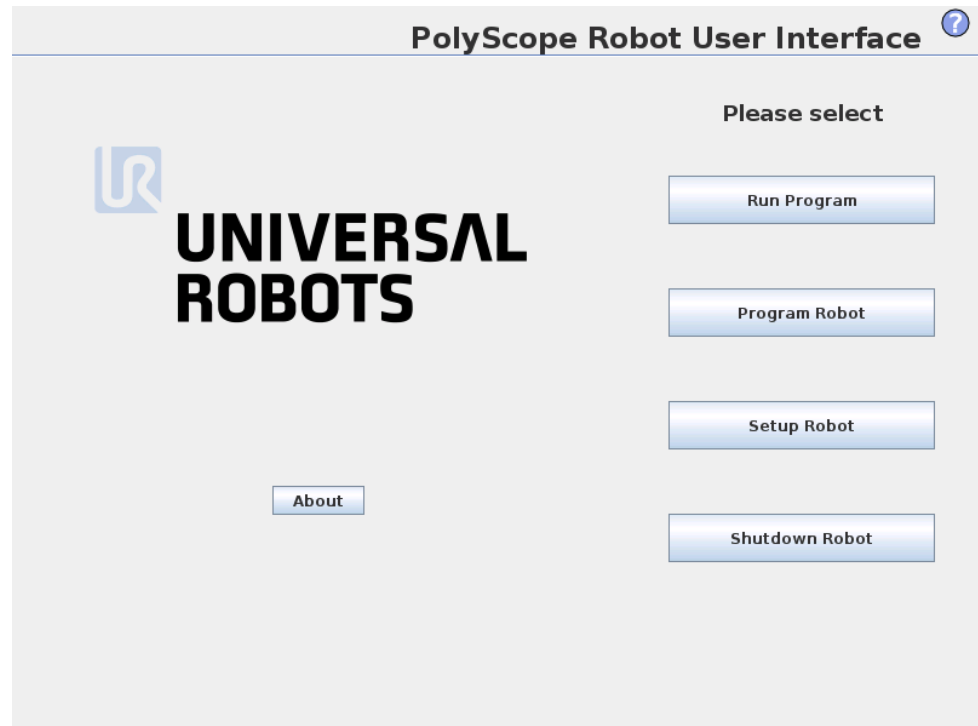 PolyScope Robot User Interface ?
Please select
UR
UNIVERSAL
ROBOTS
Run Program
Program Robot
Setup Robot
About
Shutdown Robot